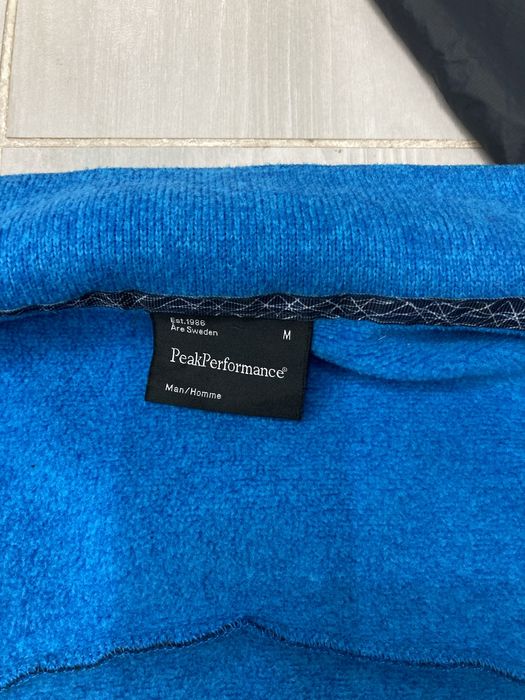 Est.1986
Åre Sweden
M
PeakPerformance®
Man/Homme